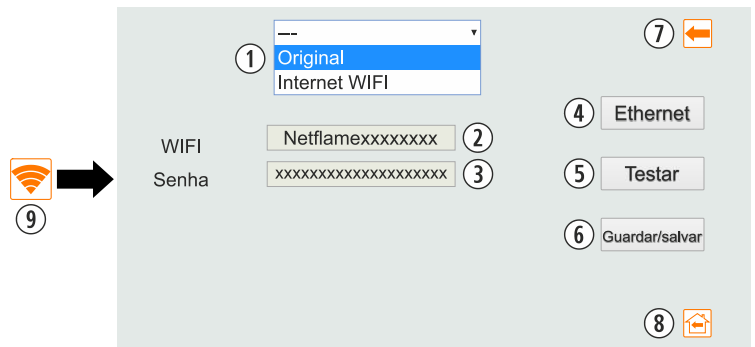 —-
① Original
Internet WIFI
⑦
④ Ethernet
WIFI Netflamexxxxxxxx ②
Senha xxxxxxxxxxxxxxxxxxxx ③
⑤ Testar
⑨
⑥ Guardar/salvar
⑧